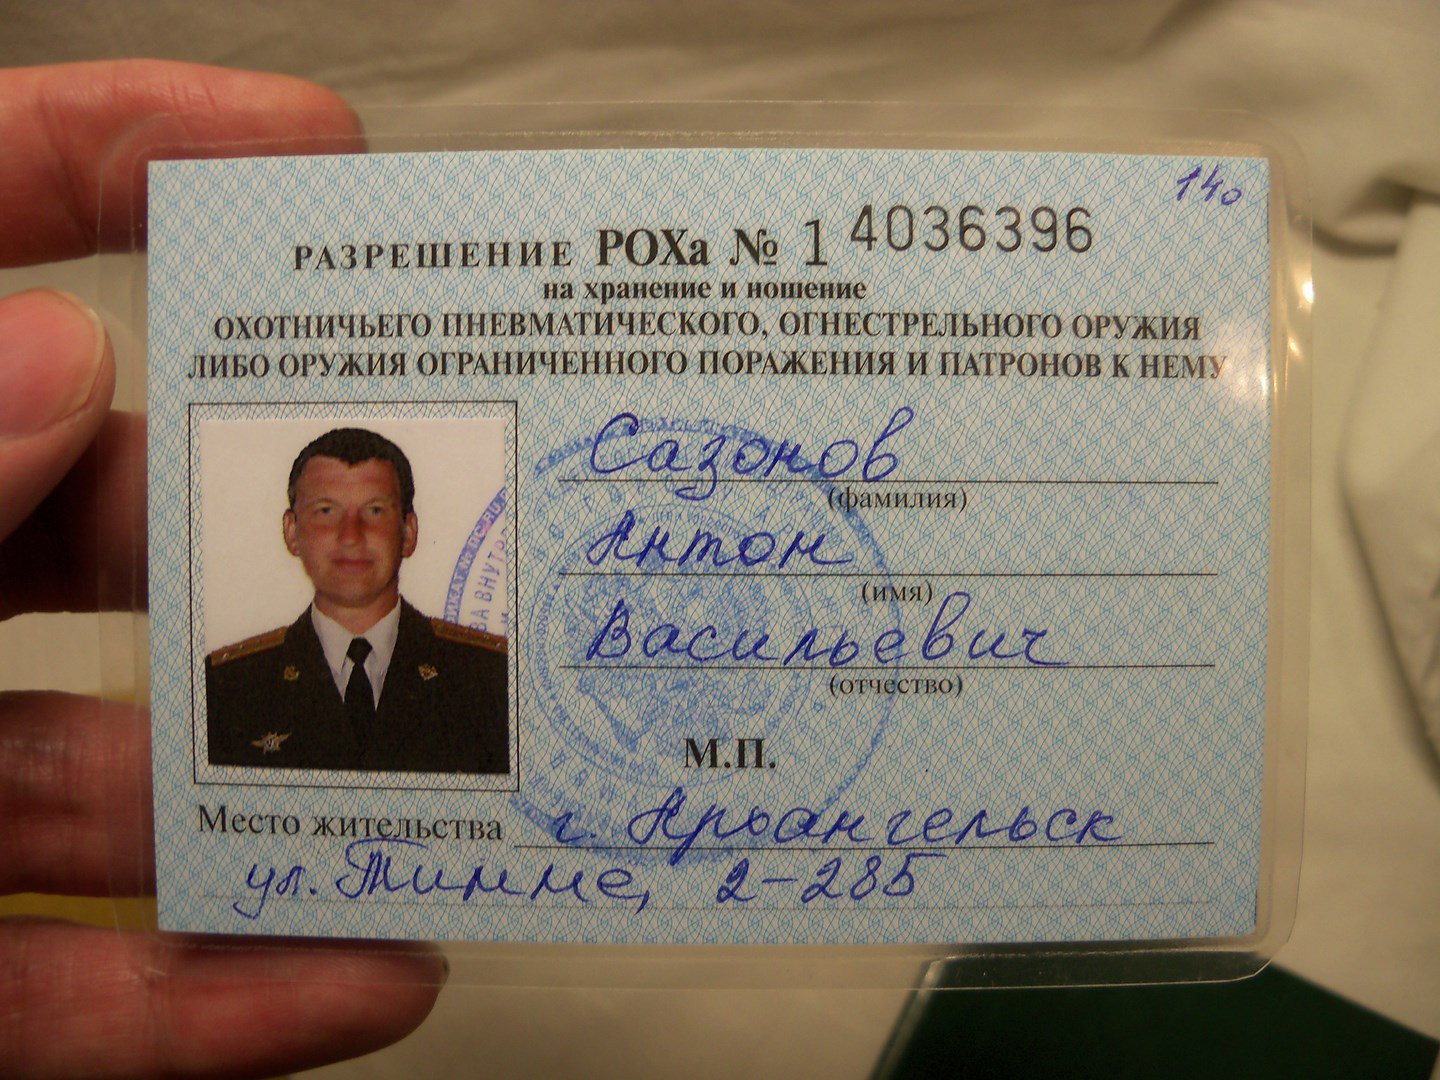 14о
РАЗРЕШЕНИЕ РОХа № 1 4036396
на хранение и ношение
ОХОТНИЧЬЕГО ПНЕВМАТИЧЕСКОГО, ОГНЕСТРЕЛЬНОГО ОРУЖИЯ
ЛИБО ОРУЖИЯ ОГРАНИЧЕННОГО ПОРАЖЕНИЯ И ПАТРОНОВ К НЕМУ
Сазонов
(фамилия)
Антон
(имя)
Васильевич
(отчество)
М.П.
Место жительства г. Архангельск
ул. Тимме, 2-285